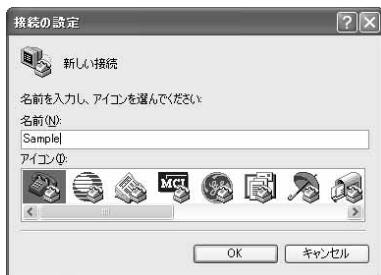 接続の設定
新しい接続
名前を入力し、アイコンを選んでください:
名前(N):
Sample
アイコン(I):
MCI
OK
キャンセル